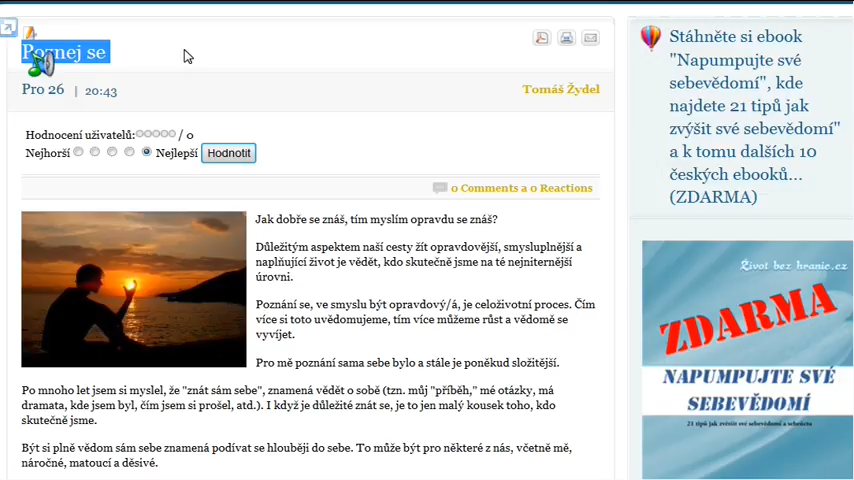 Poznej se
Pro 26 | 20:43
Tomáš Žydel
Hodnocení uživatelů: / 0
Nejhorší Nejlepší Hodnotit
0 Comments a 0 Reactions
Jak dobře se znáš, tím myslím opravdu se znáš?
Důležitým aspektem naší cesty žít opravdovější, smysluplnější a
naplňující život je vědět, kdo skutečně jsme na té nejniternější
úrovni.
Poznání se, ve smyslu být opravdový/á, je celoživotní proces. Čím
více si toto uvědomujeme, tím více můžeme růst a vědomě se
vyvíjet.
Pro mě poznání sama sebe bylo a stále je poněkud složitější.
Po mnoho let jsem si myslel, že "znát sám sebe", znamená vědět o sobě (tzn. můj "příběh," mé otázky, má
dramata, kde jsem byl, čím jsem si prošel, atd.). I když je důležité znát se, je to jen malý kousek toho, kdo
skutečně jsme.
Být si plně vědom sám sebe znamená podívat se hlouběji do sebe. To může být pro některé z nás, včetně mě,
náročné, matoucí a děsivé.
Stáhněte si ebook
"Napumpujte své
sebevědomí", kde
najdete 21 tipů jak
zvýšit své sebevědomí"
a k tomu dalších 10
českých ebooků...
(ZDARMA)
Život bez hranic.cz
ZDARMA
NAPUMPUJTE SVÉ
SEBEVĚDOMÍ
21 tipů jak zvýšit své sebevědomí a sebeúctu